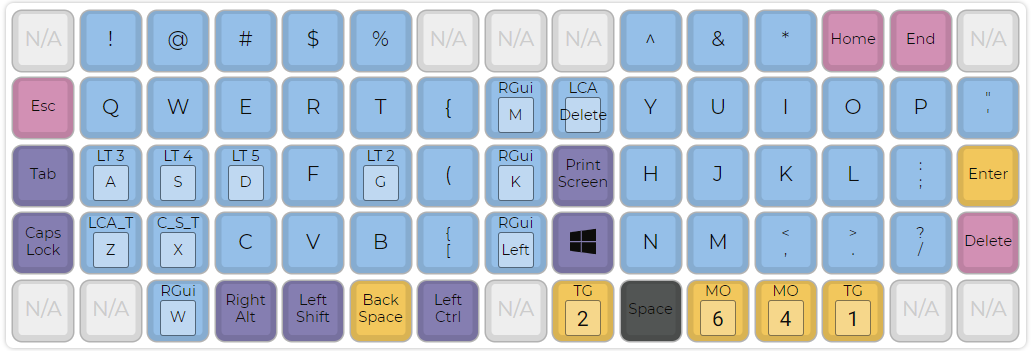 N/A ! @ # $ % N/A N/A N/A ^ & * Home End N/A
Esc Q W E R T { RGui M LCA Delete Y U I O P " '
Tab LT 3 A LT 4 S LT 5 D F LT 2 G ( RGui K Print Screen H J K L : ; Enter
Caps Lock LCA_T Z C_S_T X C V B { [ RGui Left N M < , > . ? / Delete
N/A N/A RGui W Right Alt Left Shift Back Space Left Ctrl N/A TG 2 Space MO 6 MO 4 TG 1 N/A N/A